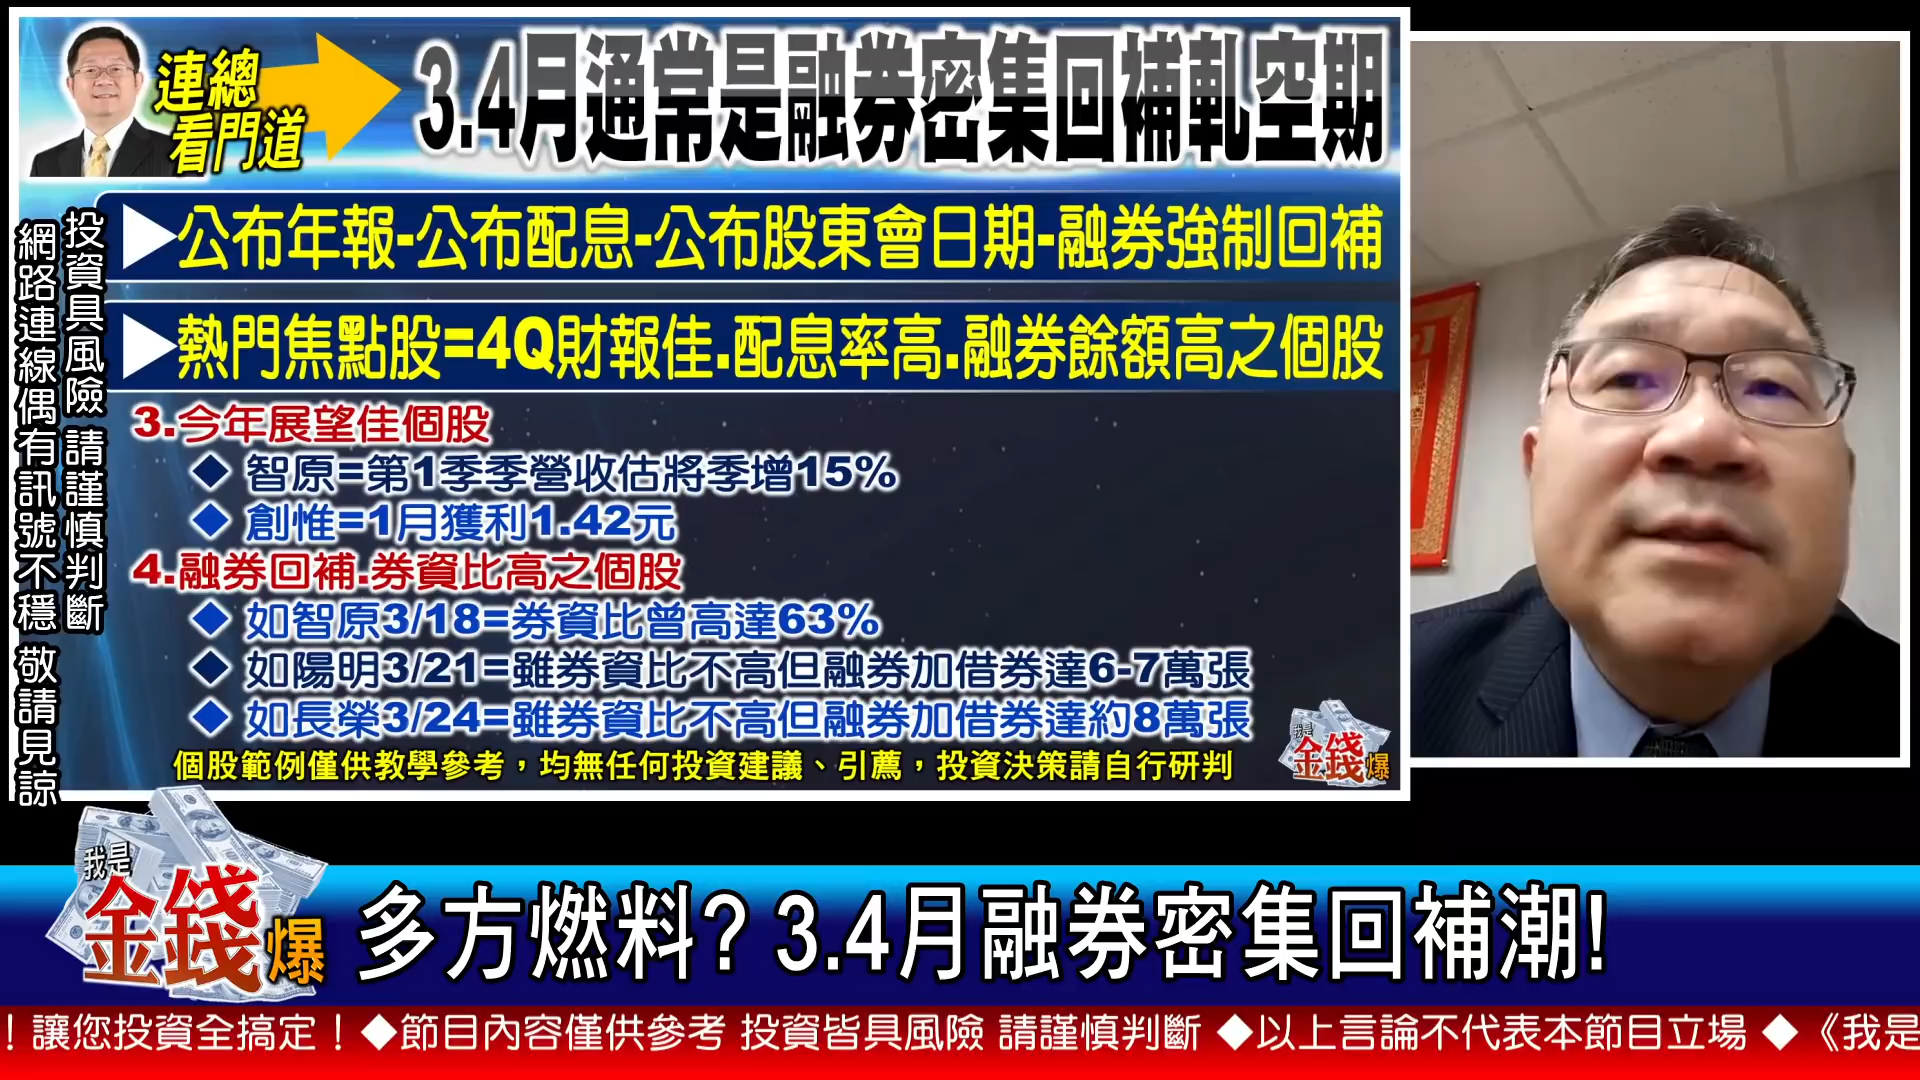 連總
看門道
3.4月通常是融券密集回補軋空期
▶公布年報-公布配息-公布股東會日期-融券強制回補
▶熱門焦點股=4Q財報佳.配息率高.融券餘額高之個股
3.今年展望佳個股
◆ 智原=第1季季營收估將季增15%
◆ 創惟=1月獲利1.42元
4.融券回補.券資比高之個股
◆ 如智原3/18=券資比曾高達63%
◆ 如陽明3/21=雖券資比不高但融券加借券達6-7萬張
◆ 如長榮3/24=雖券資比不高但融券加借券達約8萬張
個股範例僅供教學參考，均無任何投資建議、引薦，投資決策請自行研判
我是
金錢爆
投資具風險 請謹慎判斷
網路連線偶有訊號不穩 敬請見諒
我是
金錢爆
多方燃料? 3.4月融券密集回補潮!
！讓您投資全搞定！◆節目內容僅供參考 投資皆具風險 請謹慎判斷 ◆以上言論不代表本節目立場 ◆《我是